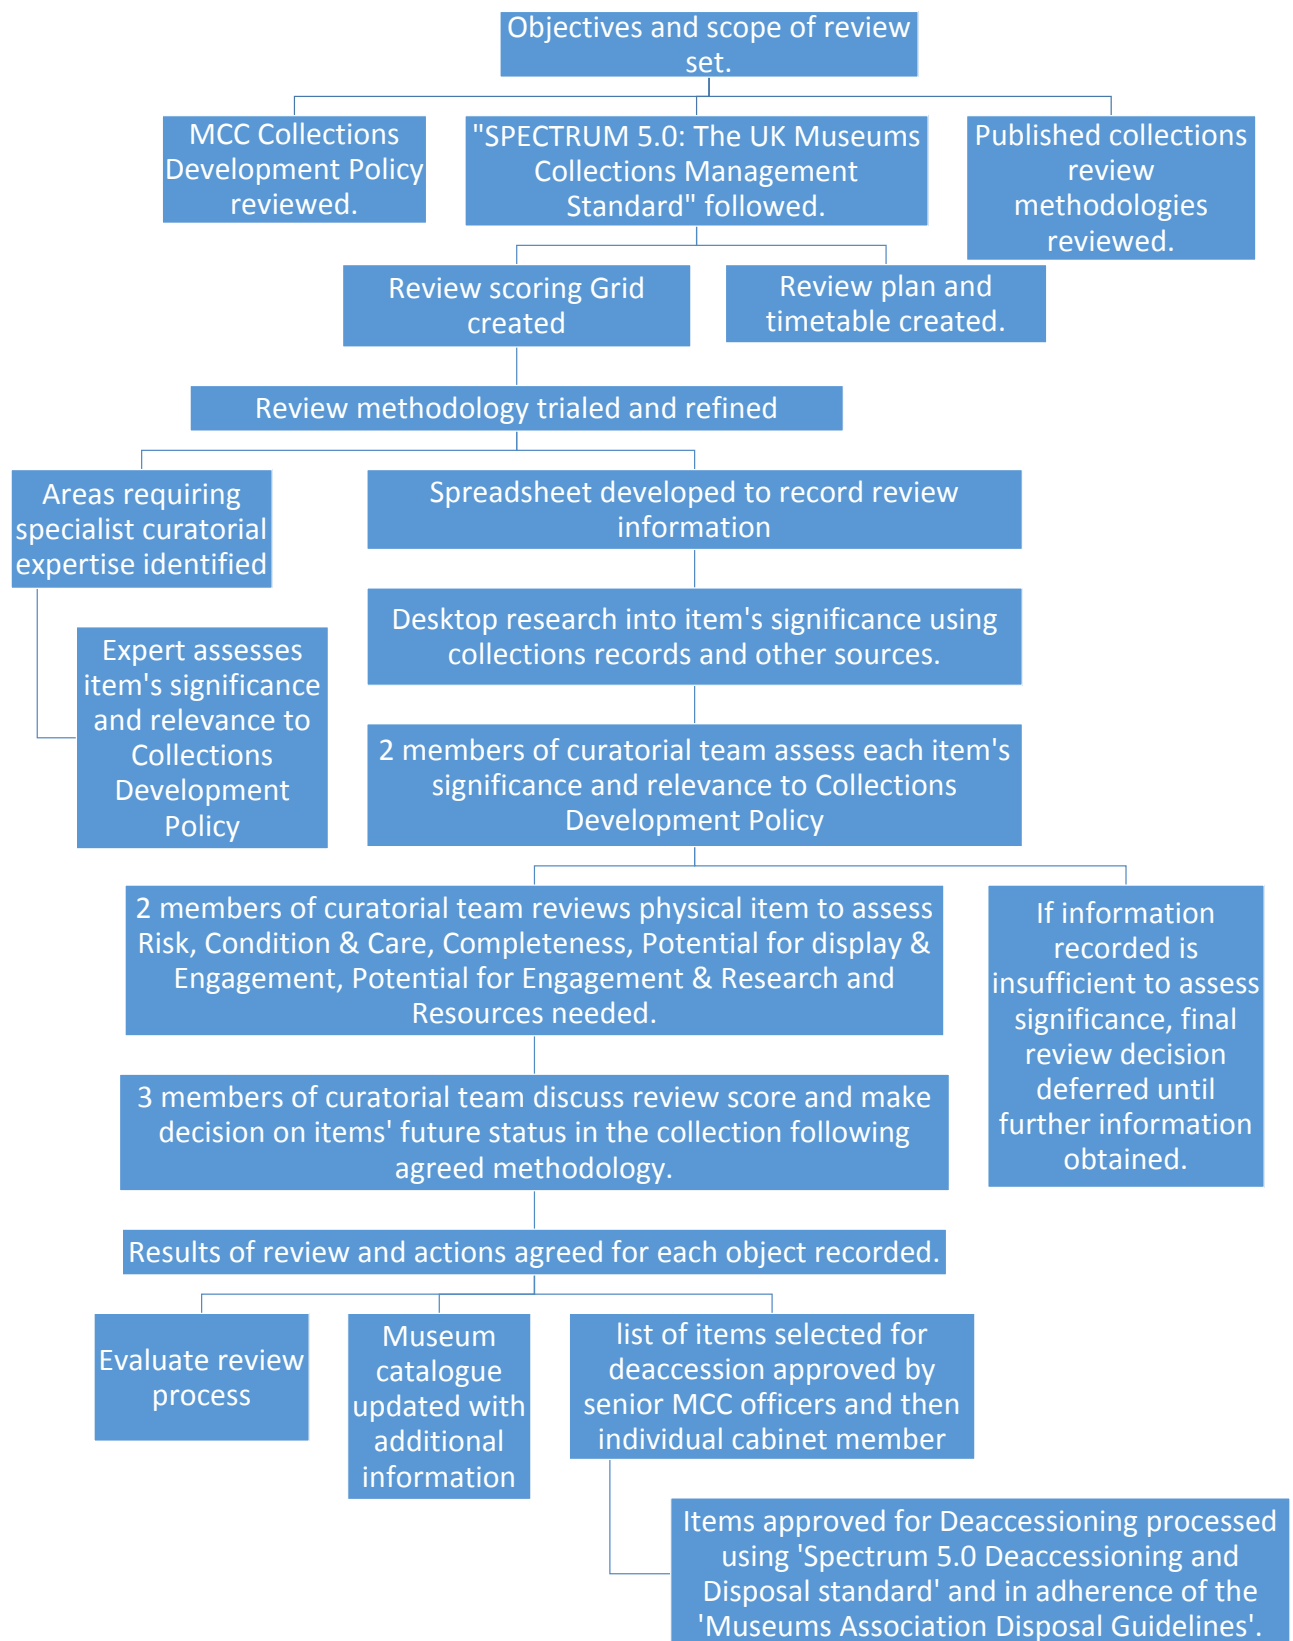 Objectives and scope of review
set.
MCC Collections
Development Policy
reviewed.
"SPECTRUM 5.0: The UK Museums
Collections Management
Standard" followed.
Published collections
review
methodologies
reviewed.
Review scoring Grid
created
Review plan and
timetable created.
Review methodology trialed and refined
Areas requiring
specialist curatorial
expertise identified
Spreadsheet developed to record review
information
Expert assesses
item's significance
and relevance to
Collections
Development
Policy
Desktop research into item's significance using
collections records and other sources.
2 members of curatorial team assess each item's
significance and relevance to Collections
Development Policy
2 members of curatorial team reviews physical item to assess
Risk, Condition & Care, Completeness, Potential for display &
Engagement, Potential for Engagement & Research and
Resources needed.
If information
recorded is
insufficient to assess
significance, final
review decision
deferred until
further information
obtained.
3 members of curatorial team discuss review score and make
decision on items' future status in the collection following
agreed methodology.
Results of review and actions agreed for each object recorded.
Evaluate review
process
Museum
catalogue
updated with
additional
information
list of items selected for
deaccession approved by
senior MCC officers and then
individual cabinet member
Items approved for Deaccessioning processed
using 'Spectrum 5.0 Deaccessioning and
Disposal standard' and in adherence of the
'Museums Association Disposal Guidelines'.